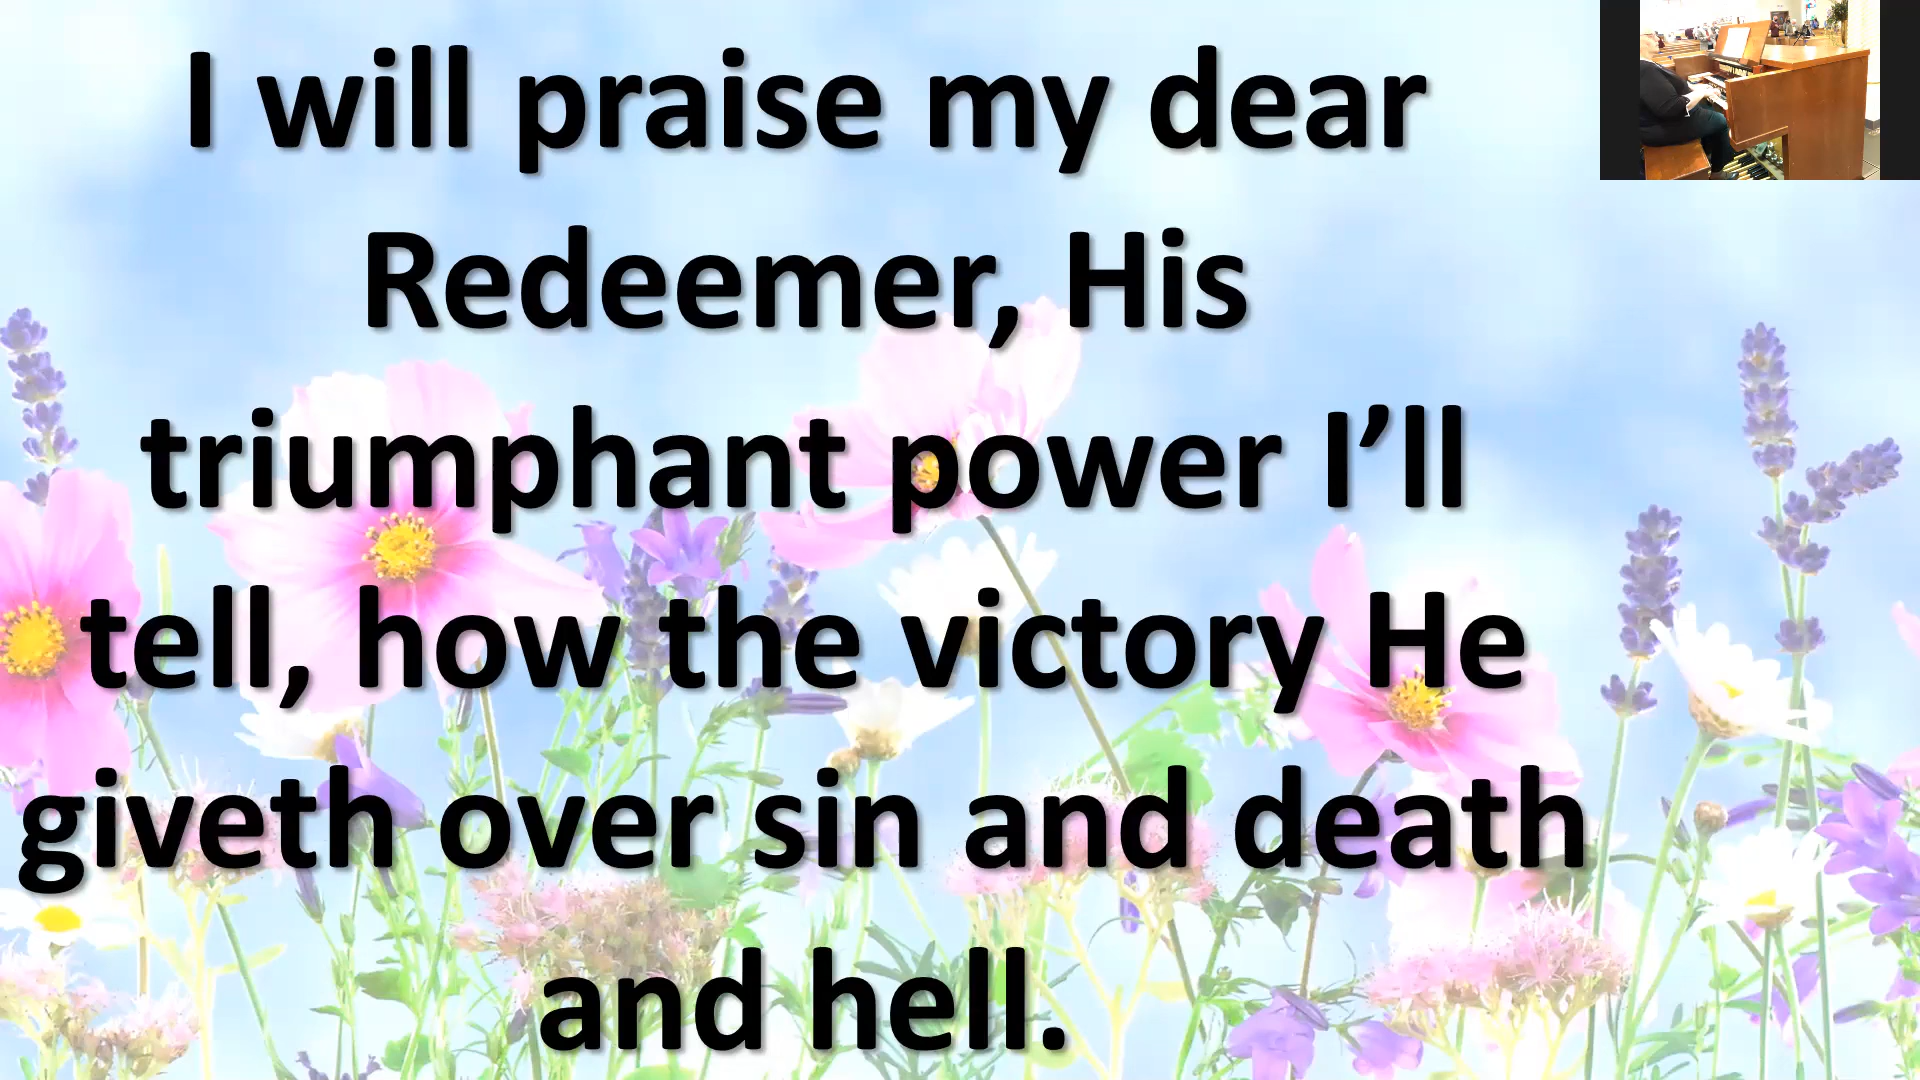 I will praise my dear
Redeemer, His
triumphant power I’ll
tell, how the victory He
giveth over sin and death
and hell.